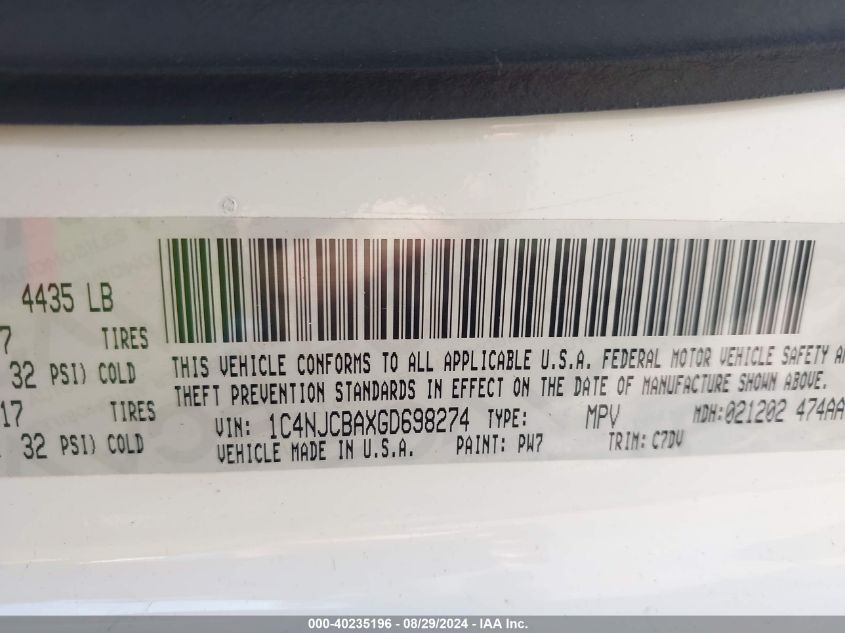 4435 LB
7 TIRES
32 PSI) COLD
17 TIRES
32 PSI) COLD
THIS VEHICLE CONFORMS TO ALL APPLICABLE U.S.A. FEDERAL MOTOR VEHICLE SAFETY
THEFT PREVENTION STANDARDS IN EFFECT ON THE DATE OF MANUFACTURE SHOWN ABOVE.
VIN: 1C4NJCBAXGD698274 TYPE: MPV MDH:021202 474AA
VEHICLE MADE IN U.S.A. PAINT: PW7 TRIM: C7DV
000-40235196 - 08/29/2024 - IAA Inc.